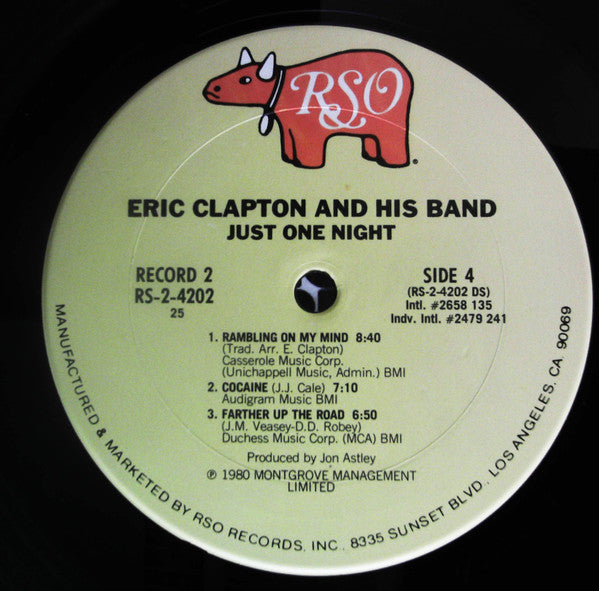 RSO
ERIC CLAPTON AND HIS BAND
JUST ONE NIGHT
RECORD 2
RS-2-4202
25
SIDE 4
(RS-2-4202 DS)
Intl. #2658 135
Indv. Intl. #2479 241
1. RAMBLING ON MY MIND 8:40
(Trad. Arr. E. Clapton)
Casserole Music Corp.
(Unichappell Music, Admin.) BMI
2. COCAINE (J.J. Cale) 7:10
Audigram Music BMI
3. FARTHER UP THE ROAD 6:50
(J.M. Veasey-D.D. Robey)
Duchess Music Corp. (MCA) BMI
Produced by Jon Astley
℗ 1980 MONTGROVE MANAGEMENT
LIMITED
MANUFACTURED & MARKETED BY RSO RECORDS, INC. 8335 SUNSET BLVD., LOS ANGELES, CA. 90069